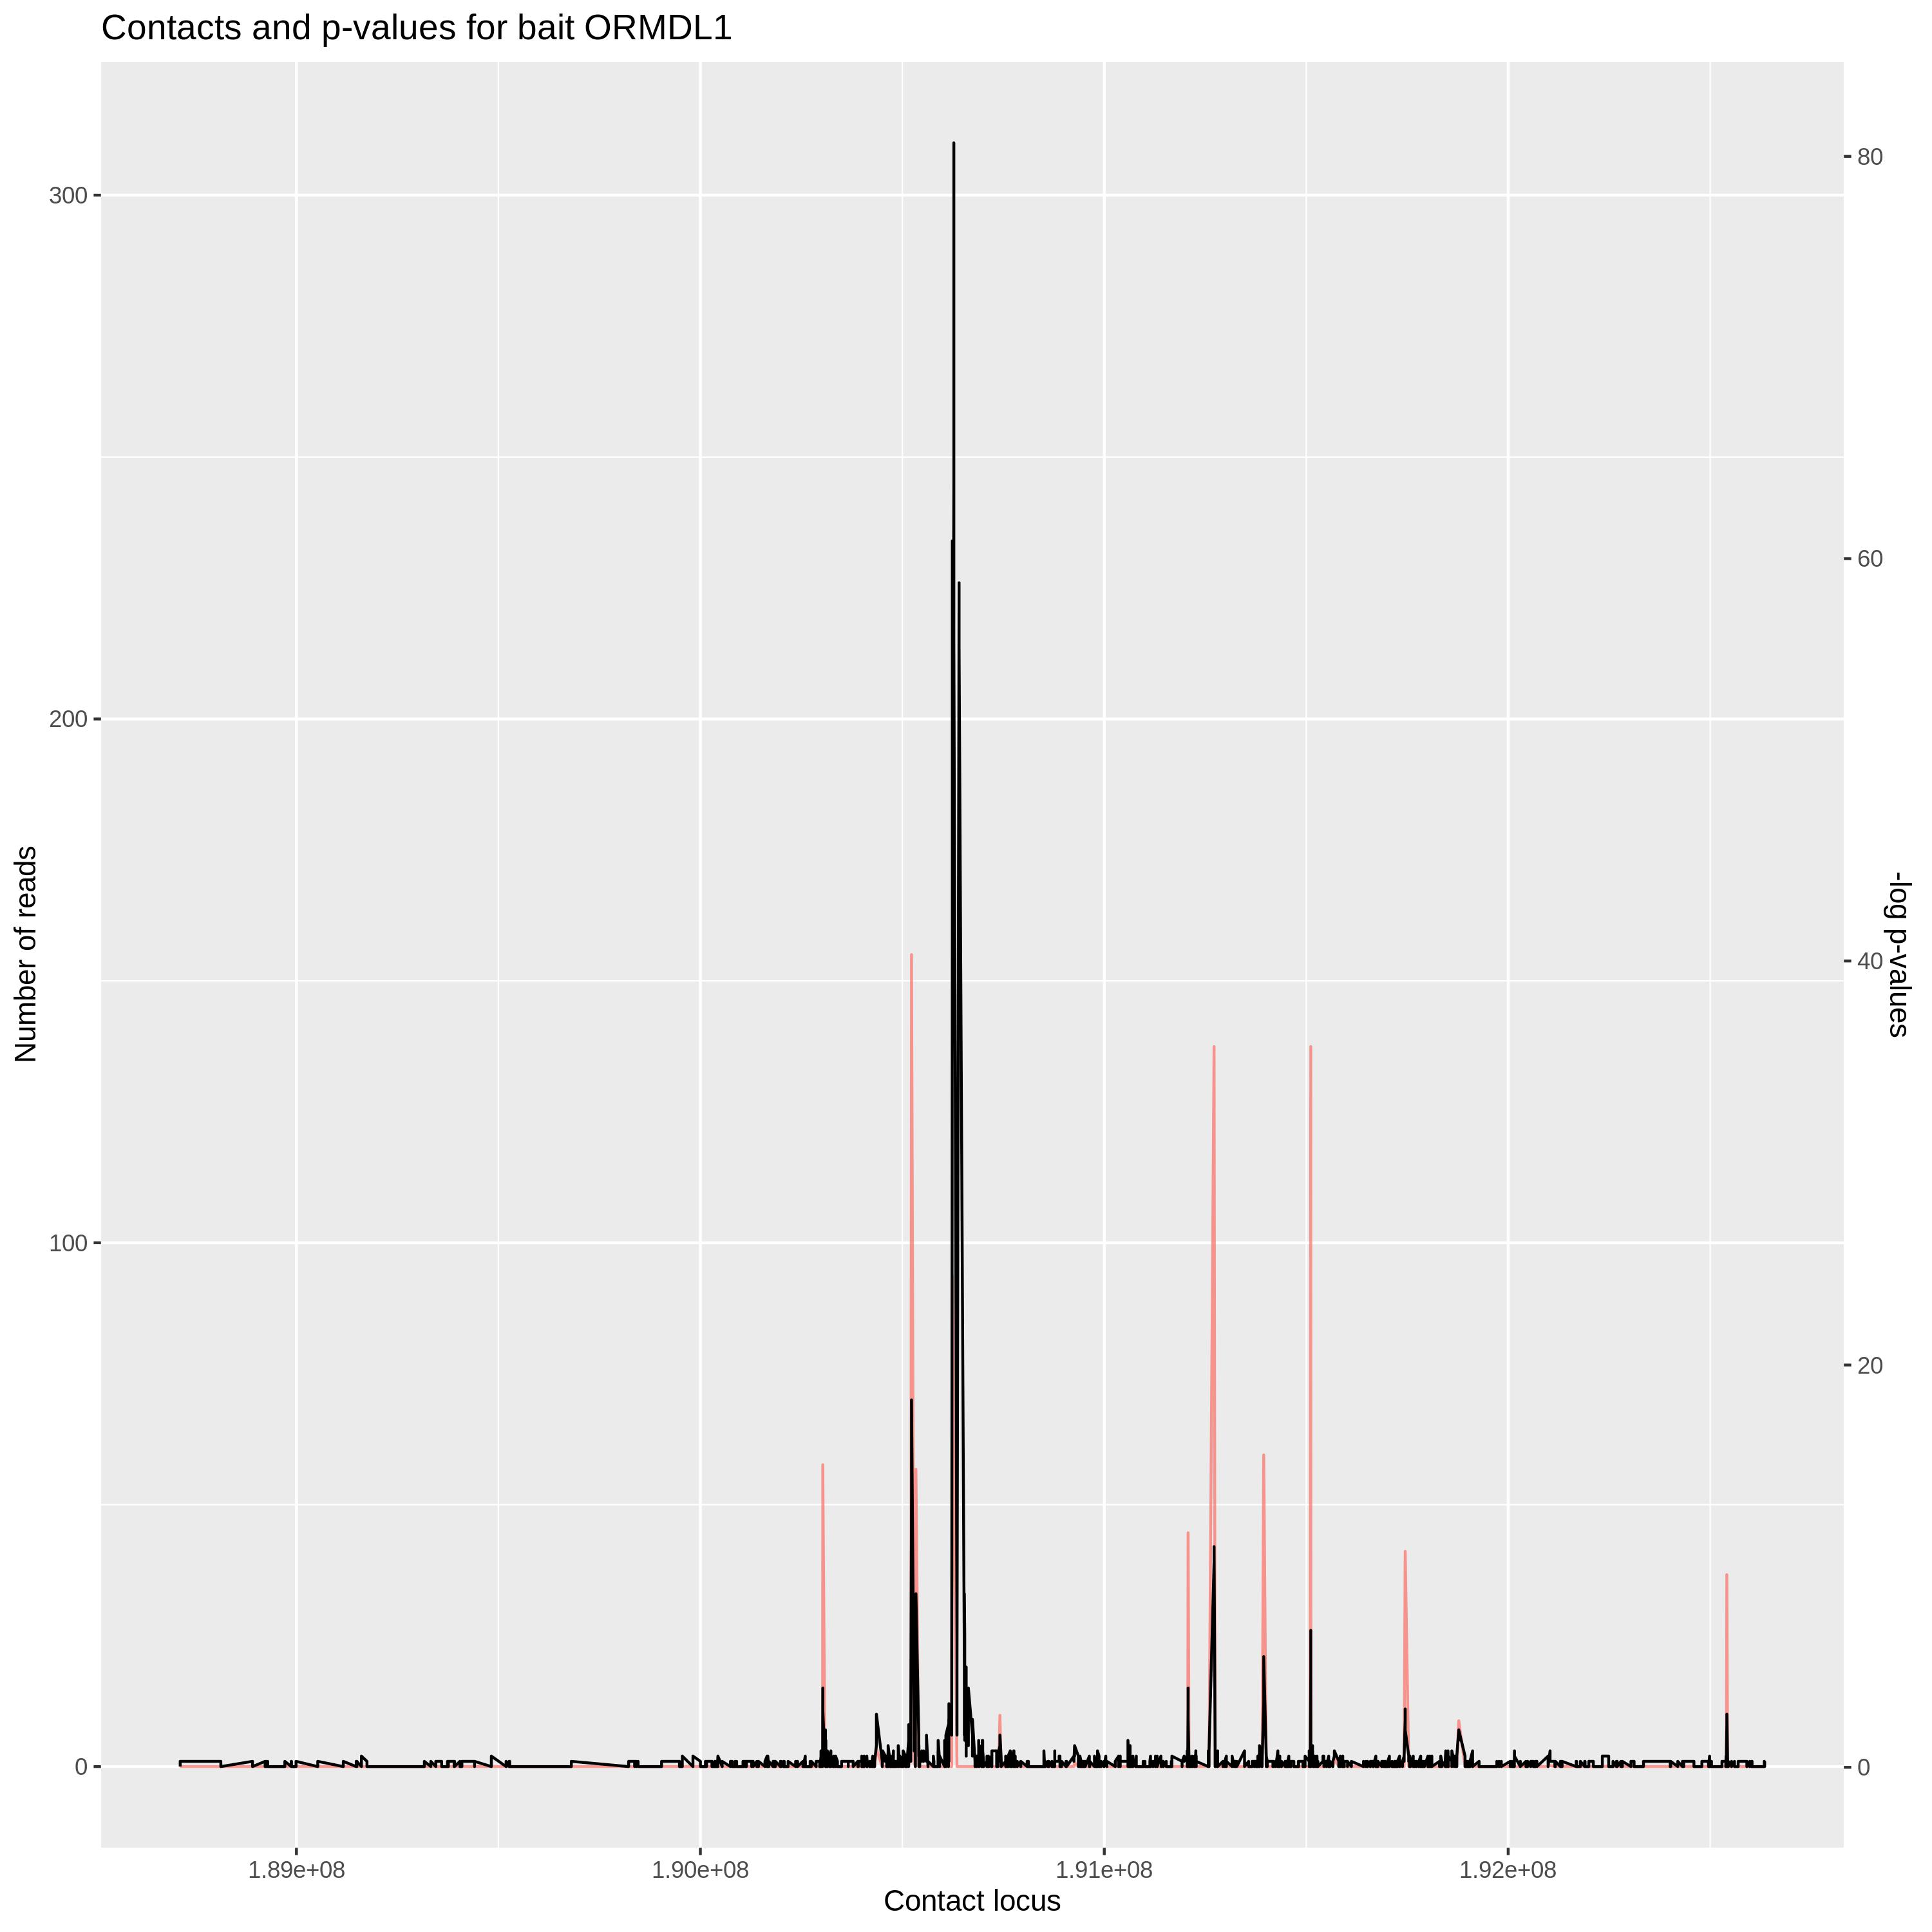 Contacts and p-values for bait ORMDL1
Number of reads
300
200
100
0
80
60
40
20
0
-log p-values
1.89e+08 1.90e+08 1.91e+08 1.92e+08
Contact locus